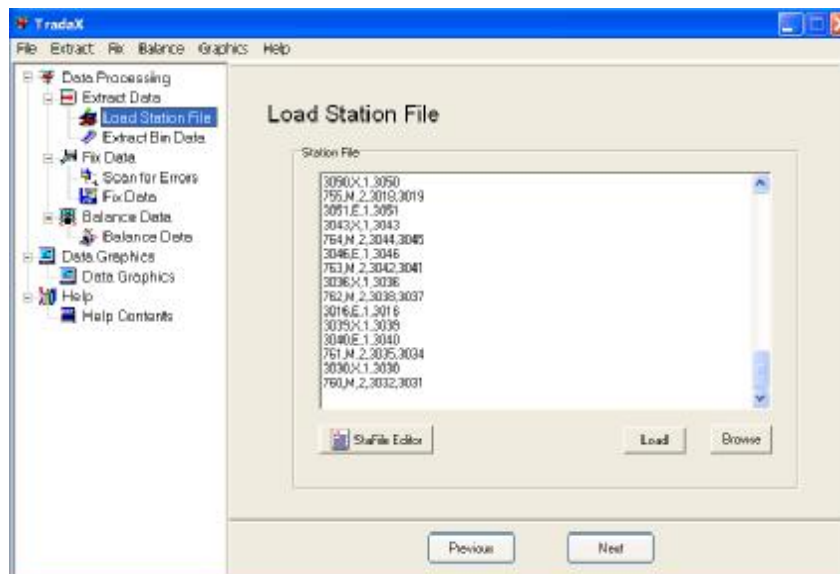 TradaX
File Extract Fix Balance Graphics Help
Data Processing
Extract Data
Load Station File
Extract Bin Data
Fix Data
Scan for Errors
Fix Data
Balance Data
Balance Data
Data Graphics
Data Graphics
Help
Help Contents
Load Station File
Station File
3050,X,1,3050
755,M,2,3018,3019
3051,E,1,3051
3043,X,1,3043
764,M,2,3044,3045
3046,E,1,3046
763,M,2,3042,3041
3036,X,1,3036
762,M,2,3038,3037
3016,E,1,3016
3039,X,1,3039
3040,E,1,3040
761,M,2,3035,3034
3030,X,1,3030
760,M,2,3032,3031
StaFile Editor
Load
Browse
Previous
Next